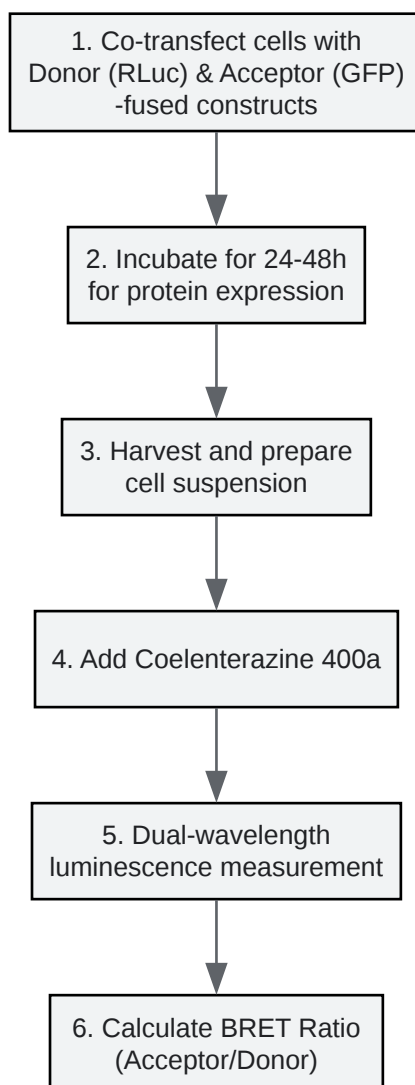 1. Co-transfect cells with
Donor (RLuc) & Acceptor (GFP)
-fused constructs
2. Incubate for 24-48h
for protein expression
3. Harvest and prepare
cell suspension
4. Add Coelenterazine 400a
5. Dual-wavelength
luminescence measurement
6. Calculate BRET Ratio
(Acceptor/Donor)